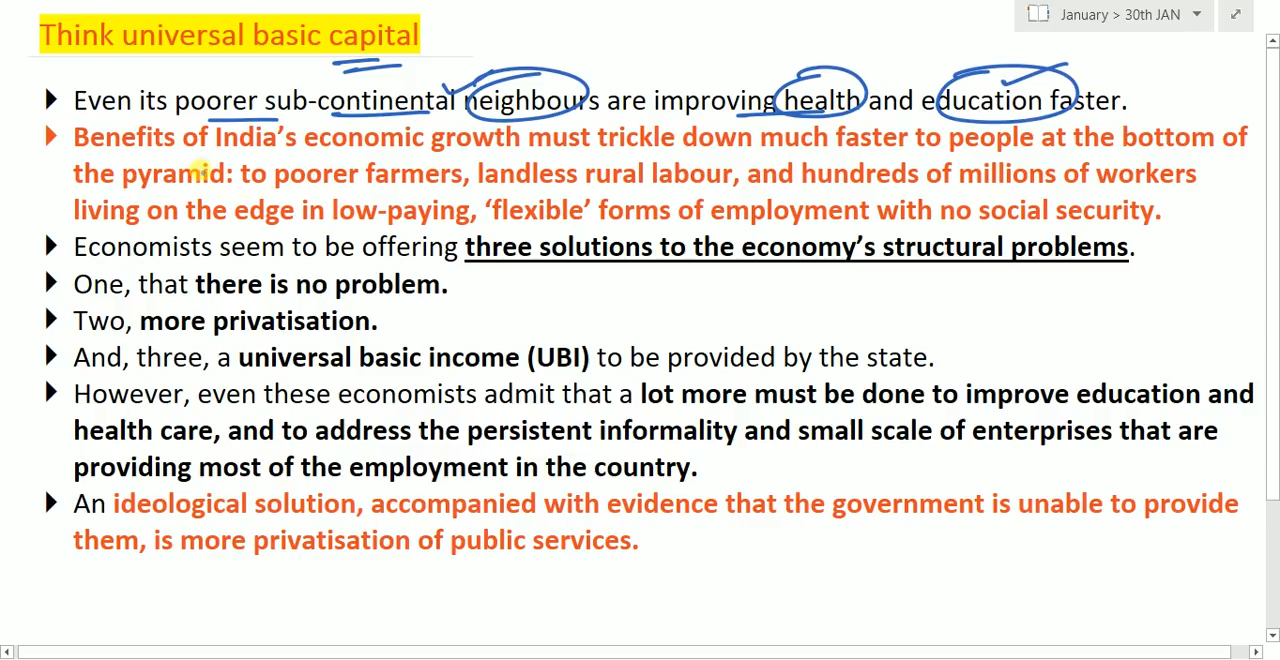 January > 30th JAN
Think universal basic capital
Even its poorer sub-continental neighbours are improving health and education faster.
Benefits of India’s economic growth must trickle down much faster to people at the bottom of
the pyramid: to poorer farmers, landless rural labour, and hundreds of millions of workers
living on the edge in low-paying, ‘flexible’ forms of employment with no social security.
Economists seem to be offering three solutions to the economy’s structural problems.
One, that there is no problem.
Two, more privatisation.
And, three, a universal basic income (UBI) to be provided by the state.
However, even these economists admit that a lot more must be done to improve education and
health care, and to address the persistent informality and small scale of enterprises that are
providing most of the employment in the country.
An ideological solution, accompanied with evidence that the government is unable to provide
them, is more privatisation of public services.